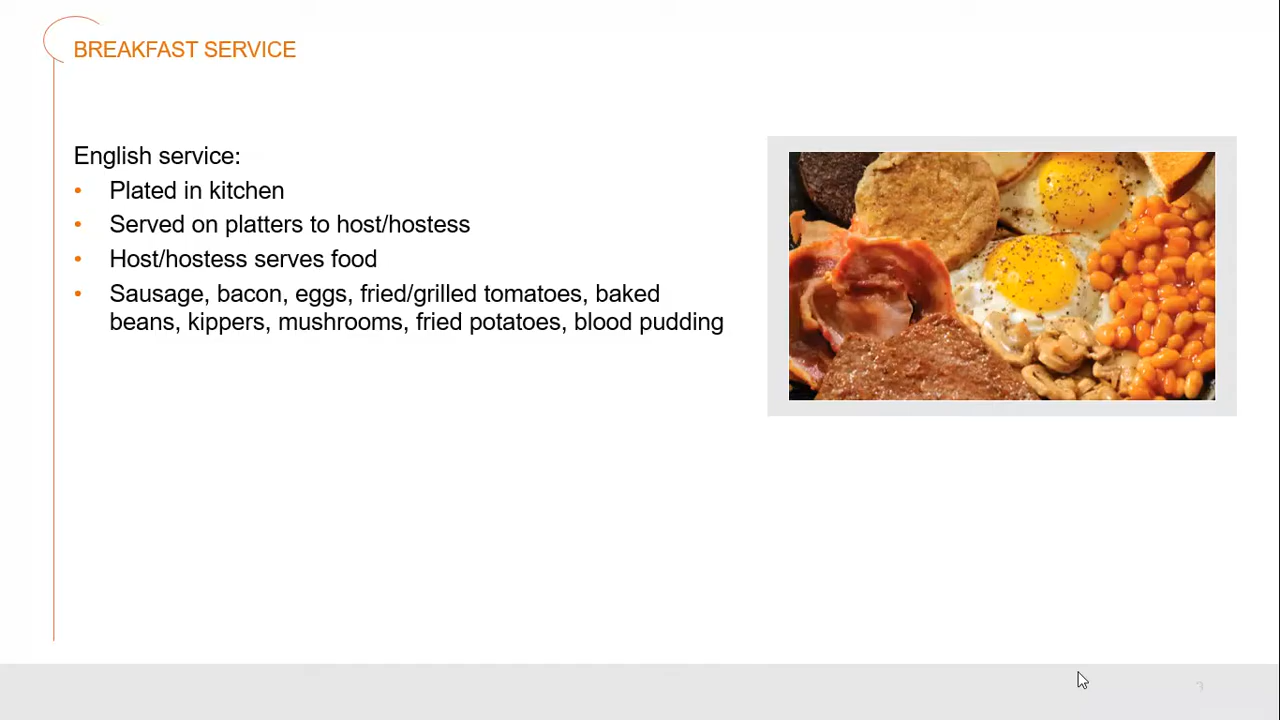 BREAKFAST SERVICE
English service:
• Plated in kitchen
• Served on platters to host/hostess
• Host/hostess serves food
• Sausage, bacon, eggs, fried/grilled tomatoes, baked
beans, kippers, mushrooms, fried potatoes, blood pudding